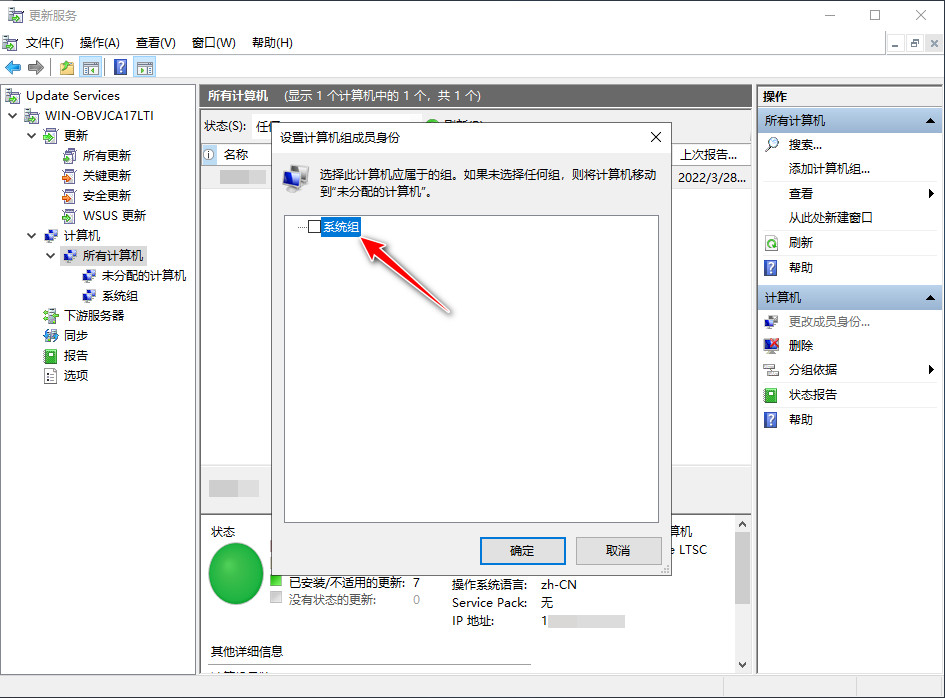 更新服务
文件(F) 操作(A) 查看(V) 窗口(W) 帮助(H)
Update Services
WIN-OBVJCA17LTI
更新
所有更新
关键更新
安全更新
WSUS 更新
计算机
所有计算机
未分配的计算机
系统组
下游服务器
同步
报告
选项
所有计算机 (显示 1 个计算机中的 1 个，共 1 个)
状态(S): 任何
名称
上次报告...
2022/3/28...
设置计算机组成员身份
选择此计算机应属于的组。如果未选择任何组，则将计算机移动
到“未分配的计算机”。
系统组
确定 取消
状态
已安装/不适用的更新: 7
没有状态的更新: 0
算机
e LTSC
操作系统语言: zh-CN
Service Pack: 无
IP 地址: 1
其他详细信息
操作
所有计算机
搜索...
添加计算机组...
查看
从此处新建窗口
刷新
帮助
计算机
更改成员身份...
删除
分组依据
状态报告
帮助